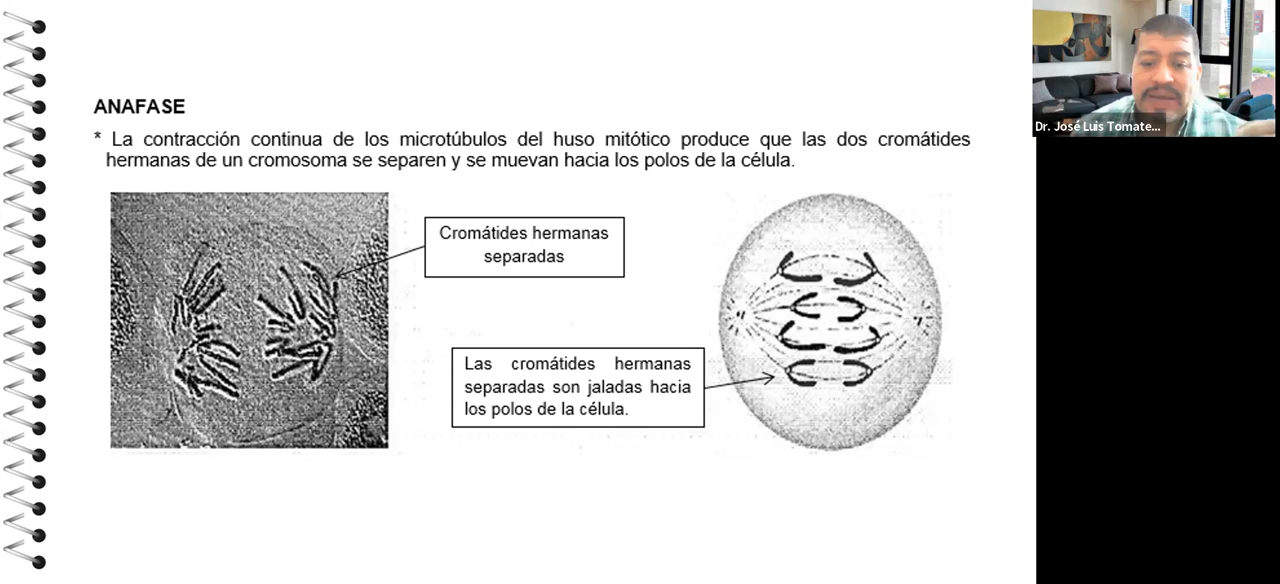 ANAFASE
* La contracción continua de los microtúbulos del huso mitótico produce que las dos cromátides
hermanas de un cromosoma se separen y se muevan hacia los polos de la célula.
Cromátides hermanas
separadas
Las cromátides hermanas
separadas son jaladas hacia
los polos de la célula.
Dr. José Luis Tomate...